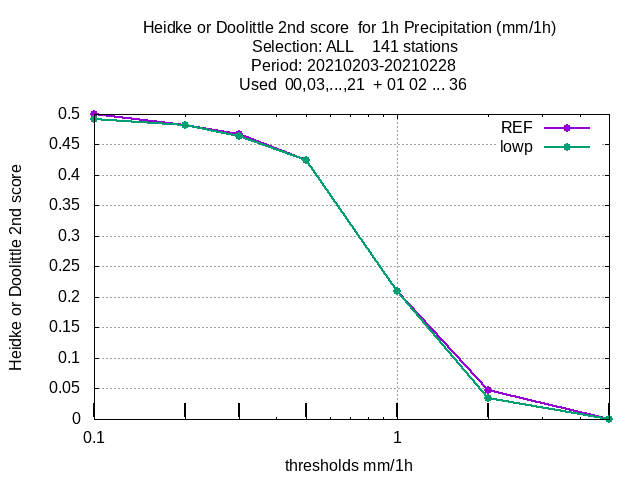 Heidke or Doolittle 2nd score  for 1h Precipitation (mm/1h)
Selection: ALL    141 stations
Period: 20210203-20210228
Used  00,03,...,21  + 01 02 ... 36
REF
lowp
0.5
0.45
0.4
0.35
0.3
0.25
0.2
0.15
0.1
0.05
0
Heidke or Doolittle 2nd score
0.1
1
thresholds mm/1h